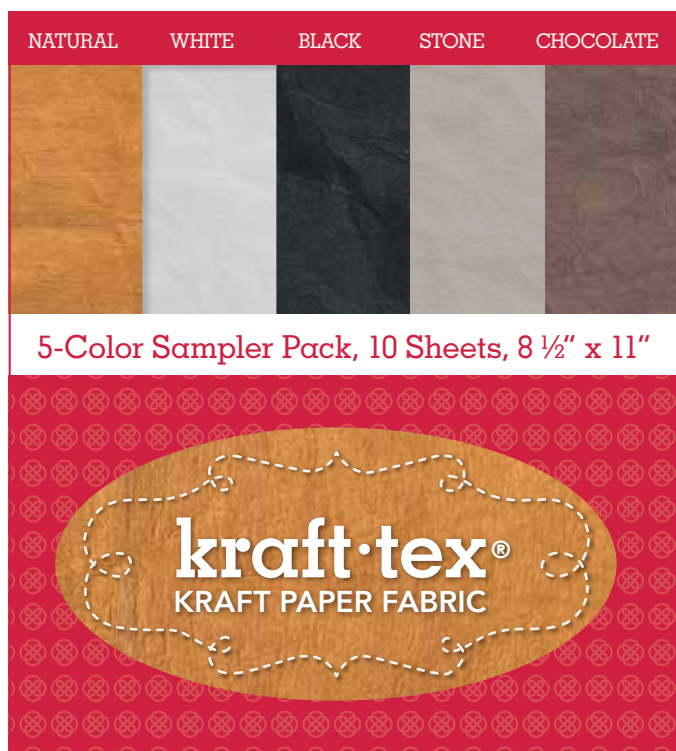 NATURAL WHITE BLACK STONE CHOCOLATE
5-Color Sampler Pack, 10 Sheets, 8 ½” x 11”
kraft·tex®
KRAFT PAPER FABRIC